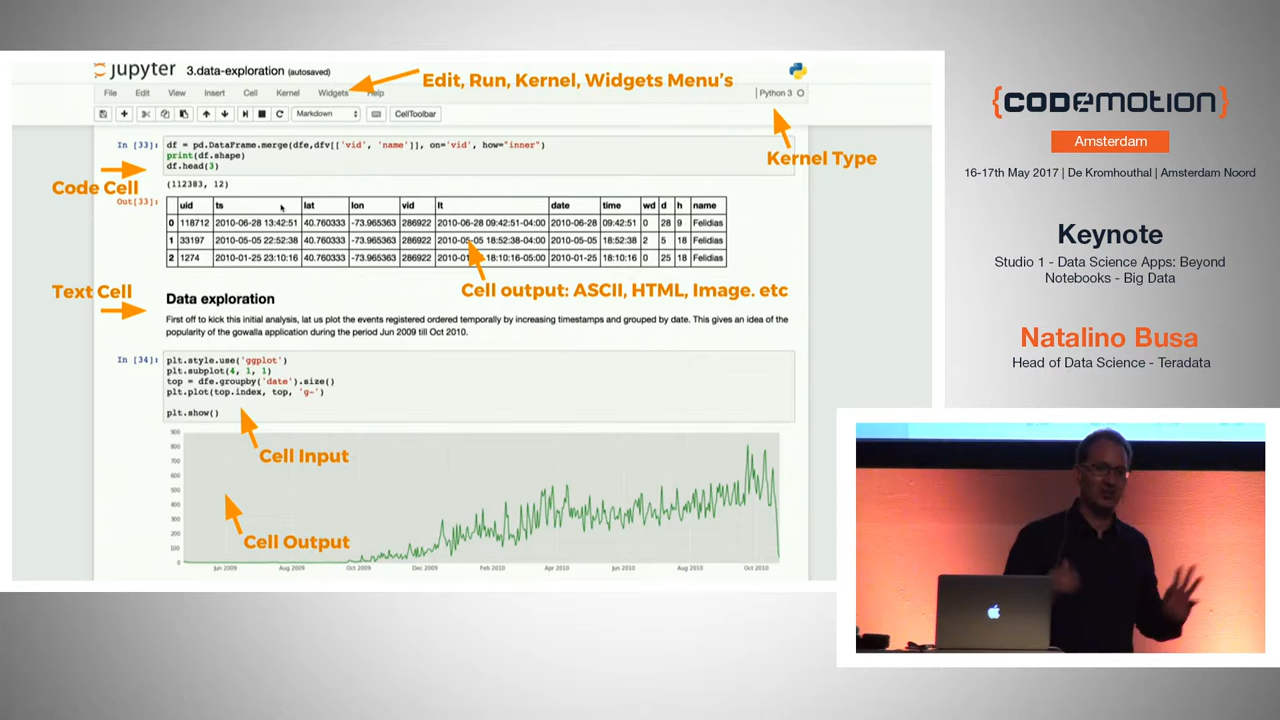 jupyter 3.data-exploration (autosaved)
Edit, Run, Kernel, Widgets Menu's
File Edit View Insert Cell Kernel Widgets Help
Python 3
Markdown CellToolbar
Kernel Type
Code Cell
In [33]: df = pd.DataFrame.merge(dfe,dfv[['vid', 'name']], on='vid', how="inner")
print(df.shape)
df.head(3)
(112383, 12)
Out[33]:
uid ts lat lon vid lt date time wd d h name
0 118712 2010-06-28 13:42:51 40.760333 -73.965363 286922 2010-06-28 09:42:51-04:00 2010-06-28 09:42:51 0 28 9 Felidias
1 33197 2010-05-05 22:52:38 40.760333 -73.965363 286922 2010-05-05 18:52:38-04:00 2010-05-05 18:52:38 2 5 18 Felidias
2 1274 2010-01-25 23:10:16 40.760333 -73.965363 286922 18:10:16-05:00 2010-01-25 18:10:16 0 25 18 Felidias
Cell output: ASCII, HTML, Image. etc
Text Cell
Data exploration
First off to kick this initial analysis, let us plot the events registered ordered temporally by increasing timestamps and grouped by date. This gives an idea of the
popularity of the gowalla application during the period Jun 2009 till Oct 2010.
In [34]: plt.style.use('ggplot')
plt.subplot(4, 1, 1)
top = dfe.groupby('date').size()
plt.plot(top.index, top, 'g-')
plt.show()
Cell Input
Cell Output
900
800
700
600
500
400
300
200
100
0
Jun 2009 Aug 2009 Oct 2009 Dec 2009 Feb 2010 Apr 2010 Jun 2010 Aug 2010 Oct 2010
{CODEMOTION}
Amsterdam
16-17th May 2017 | De Kromhouthal | Amsterdam Noord
Keynote
Studio 1 - Data Science Apps: Beyond
Notebooks - Big Data
Natalino Busa
Head of Data Science - Teradata